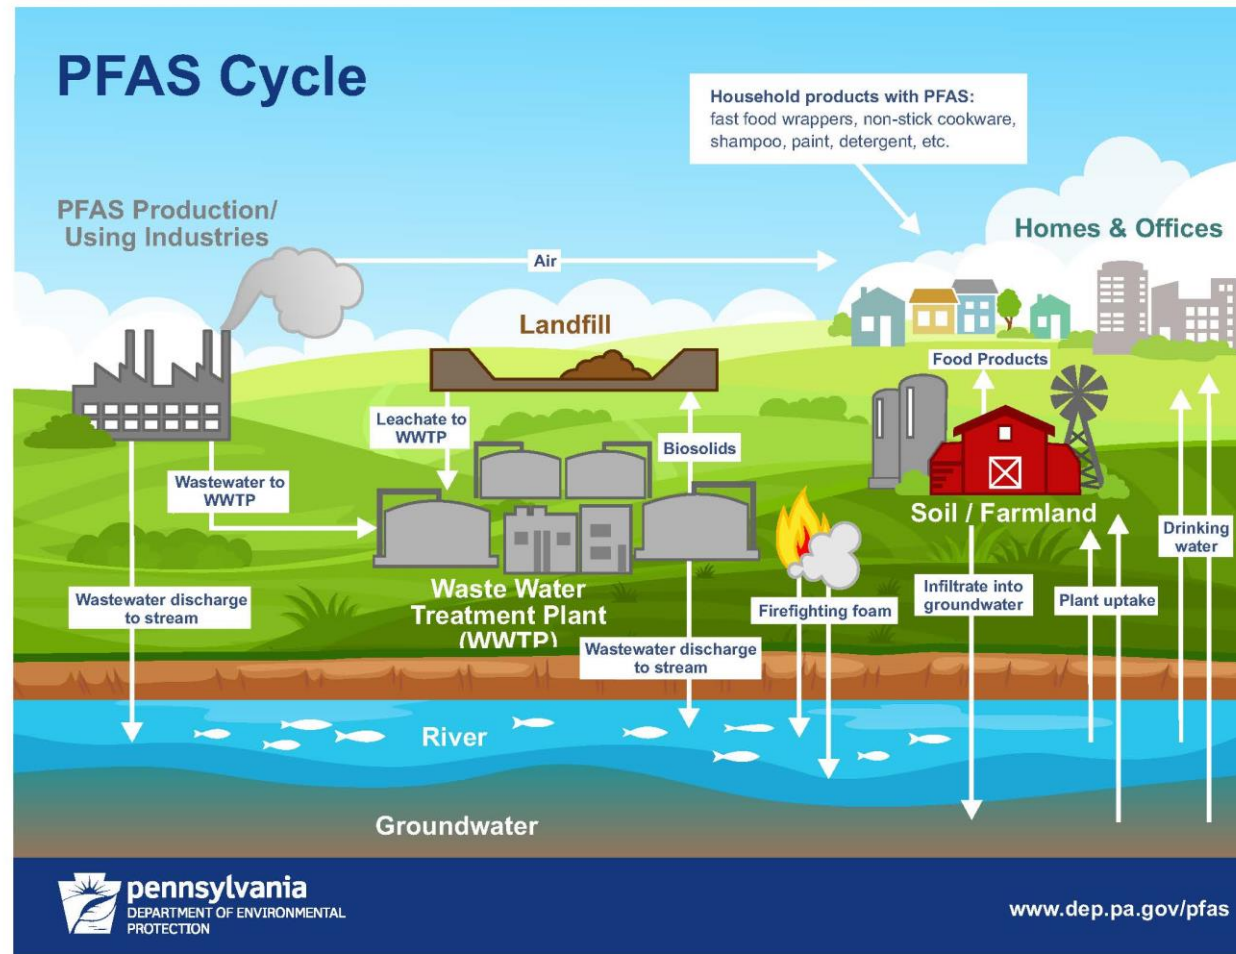 PFAS Cycle
Household products with PFAS:
fast food wrappers, non-stick cookware,
shampoo, paint, detergent, etc.
PFAS Production/
Using Industries
Homes & Offices
Air
Landfill
Food Products
Leachate to
WWTP
Biosolids
Wastewater to
WWTP
Soil / Farmland
Drinking
water
Waste Water
Treatment Plant
(WWTP)
Wastewater discharge
to stream
Firefighting foam
Infiltrate into
groundwater
Plant uptake
Wastewater discharge
to stream
River
Groundwater
pennsylvania
DEPARTMENT OF ENVIRONMENTAL
PROTECTION
www.dep.pa.gov/pfas